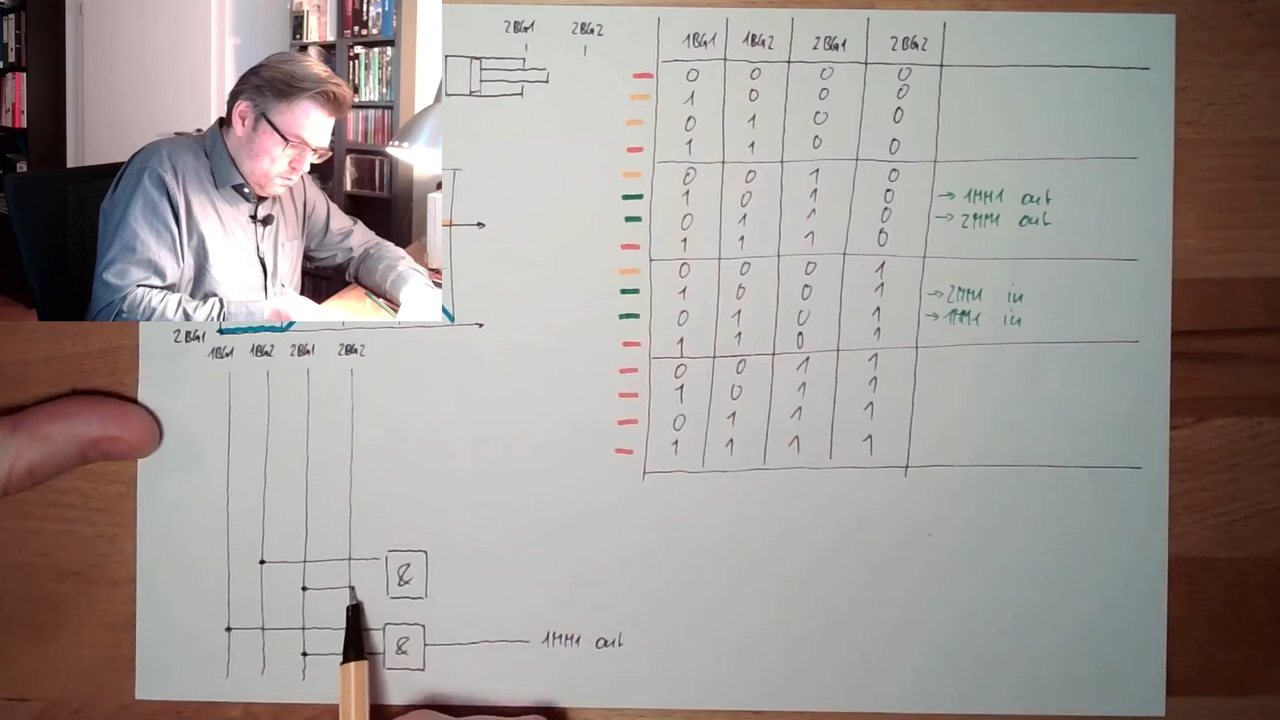 2BG1 2BG2
1BG1 1BG2 2BG1 2BG2
0 0 0 0
1 0 0 0
0 1 0 0
1 1 0 0
0 0 1 0
1 0 1 0 → 1MM1 out
0 1 1 0 → 2MM1 out
1 1 1 0
0 0 0 1
1 0 0 1 → 2MM1 in
0 1 0 1 → 1MM1 in
1 1 0 1
0 0 1 1
1 0 1 1
0 1 1 1
1 1 1 1
2BG1
1BG1 1BG2 2BG1 2BG2
&
& 1MM1 out